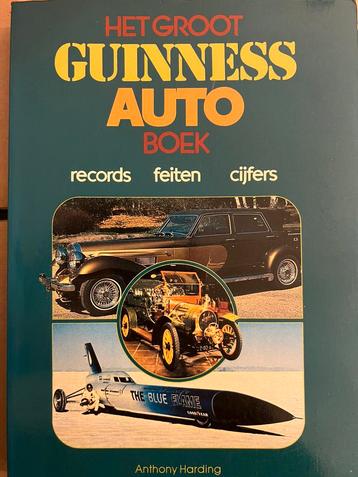 HET GROOT
GUINNESS
AUTO
BOEK
records feiten cijfers
THE BLUE FLAME
GOODYEAR
Anthony Harding